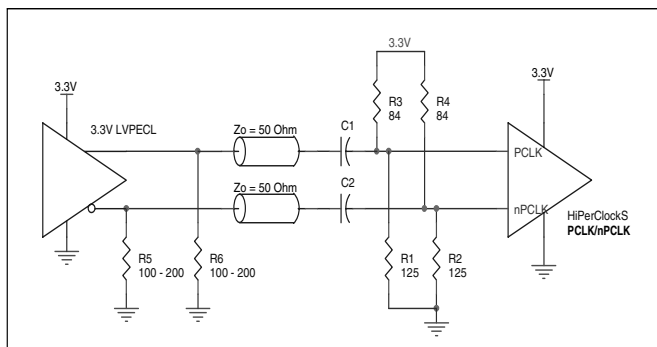 3.3V
3.3V
3.3V
R3
84
R4
84
3.3V LVPECL
Zo = 50 Ohm
C1
PCLK
Zo = 50 Ohm
C2
nPCLK
HiPerClockS
PCLK/nPCLK
R5
100 - 200
R6
100 - 200
R1
125
R2
125